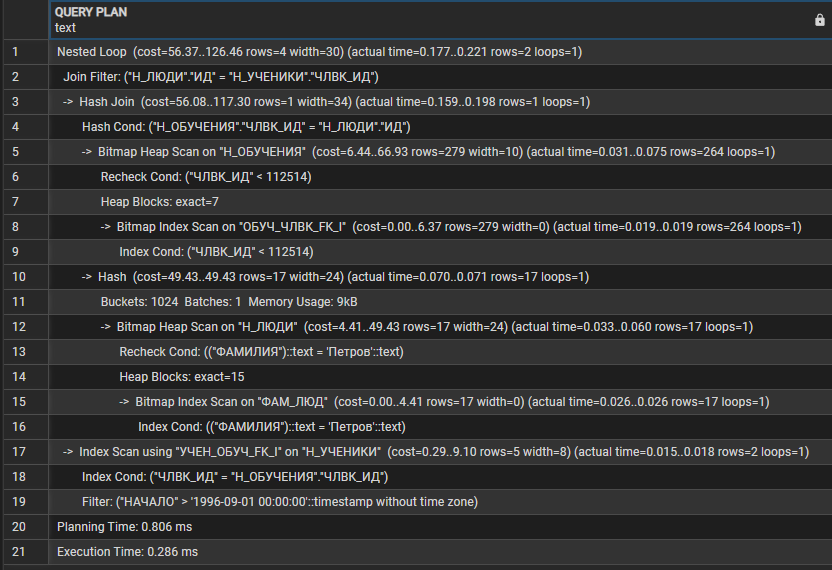 QUERY PLAN
text
1 Nested Loop (cost=56.37..126.46 rows=4 width=30) (actual time=0.177..0.221 rows=2 loops=1)
2 Join Filter: ("Н_ЛЮДИ"."ИД" = "Н_УЧЕНИКИ"."ЧЛВК_ИД")
3 -> Hash Join (cost=56.08..117.30 rows=1 width=34) (actual time=0.159..0.198 rows=1 loops=1)
4 Hash Cond: ("Н_ОБУЧЕНИЯ"."ЧЛВК_ИД" = "Н_ЛЮДИ"."ИД")
5 -> Bitmap Heap Scan on "Н_ОБУЧЕНИЯ" (cost=6.44..66.93 rows=279 width=10) (actual time=0.031..0.075 rows=264 loops=1)
6 Recheck Cond: ("ЧЛВК_ИД" < 112514)
7 Heap Blocks: exact=7
8 -> Bitmap Index Scan on "ОБУЧ_ЧЛВК_FK_I" (cost=0.00..6.37 rows=279 width=0) (actual time=0.019..0.019 rows=264 loops=1)
9 Index Cond: ("ЧЛВК_ИД" < 112514)
10 -> Hash (cost=49.43..49.43 rows=17 width=24) (actual time=0.070..0.071 rows=17 loops=1)
11 Buckets: 1024 Batches: 1 Memory Usage: 9kB
12 -> Bitmap Heap Scan on "Н_ЛЮДИ" (cost=4.41..49.43 rows=17 width=24) (actual time=0.033..0.060 rows=17 loops=1)
13 Recheck Cond: (("ФАМИЛИЯ")::text = 'Петров'::text)
14 Heap Blocks: exact=15
15 -> Bitmap Index Scan on "ФАМ_ЛЮД" (cost=0.00..4.41 rows=17 width=0) (actual time=0.026..0.026 rows=17 loops=1)
16 Index Cond: (("ФАМИЛИЯ")::text = 'Петров'::text)
17 -> Index Scan using "УЧЕН_ОБУЧ_FK_I" on "Н_УЧЕНИКИ" (cost=0.29..9.10 rows=5 width=8) (actual time=0.015..0.018 rows=2 loops=1)
18 Index Cond: ("ЧЛВК_ИД" = "Н_ОБУЧЕНИЯ"."ЧЛВК_ИД")
19 Filter: ("НАЧАЛО" > '1996-09-01 00:00:00'::timestamp without time zone)
20 Planning Time: 0.806 ms
21 Execution Time: 0.286 ms